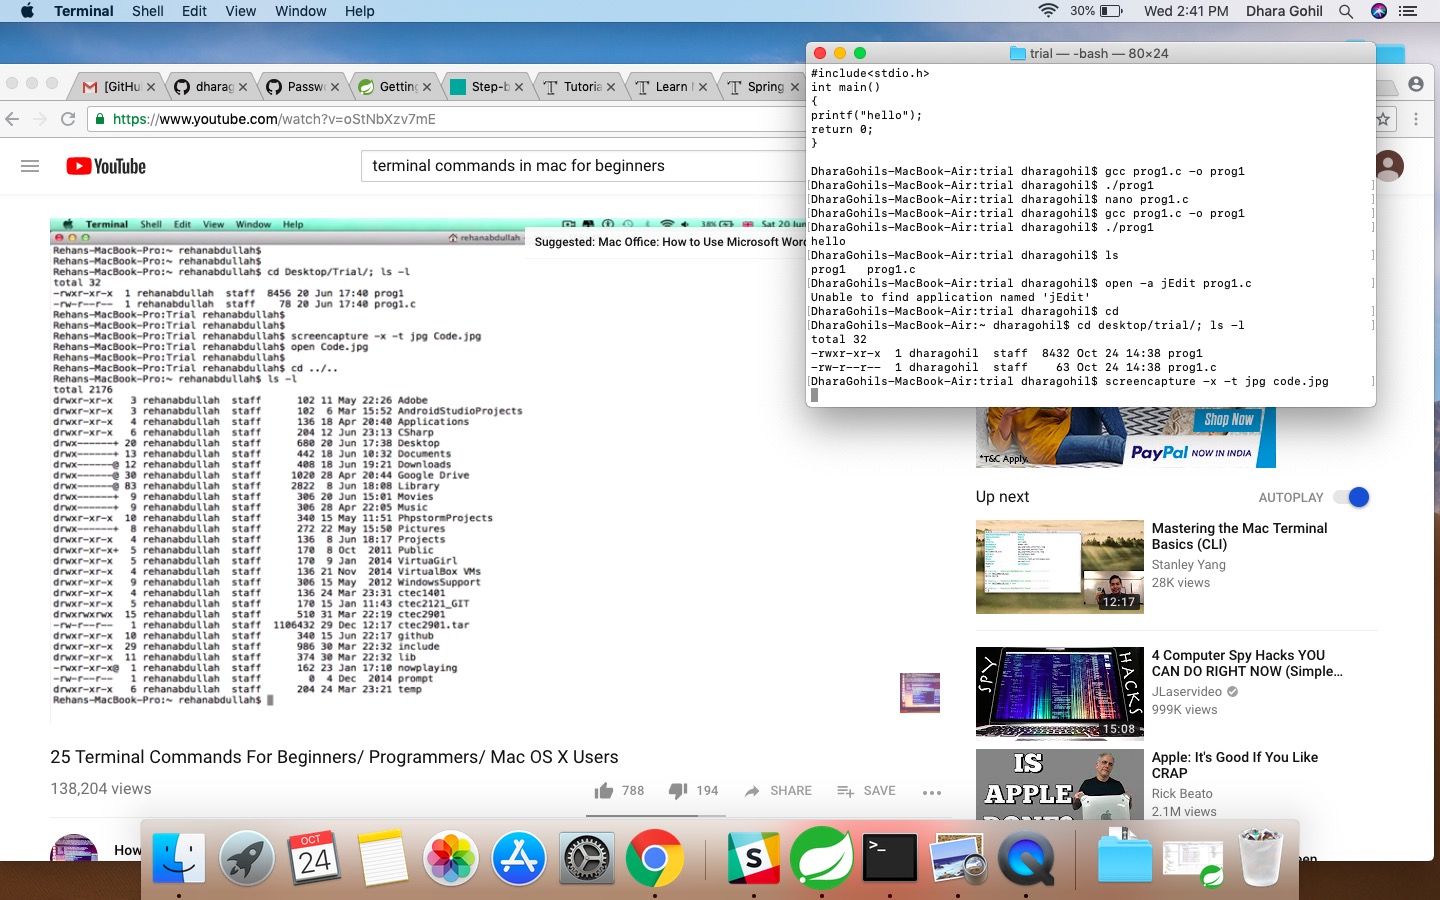 Terminal Shell Edit View Window Help
30% Wed 2:41 PM Dhara Gohil
trial — -bash — 80×24
#include<stdio.h>
int main()
{
printf("hello");
return 0;
}
DharaGohils-MacBook-Air:trial dharagohil$ gcc prog1.c -o prog1
[DharaGohils-MacBook-Air:trial dharagohil$ ./prog1 ]
[DharaGohils-MacBook-Air:trial dharagohil$ nano prog1.c ]
[DharaGohils-MacBook-Air:trial dharagohil$ gcc prog1.c -o prog1 ]
[DharaGohils-MacBook-Air:trial dharagohil$ ./prog1 ]
hello
[DharaGohils-MacBook-Air:trial dharagohil$ ls ]
prog1 prog1.c
[DharaGohils-MacBook-Air:trial dharagohil$ open -a jEdit prog1.c ]
Unable to find application named 'jEdit'
[DharaGohils-MacBook-Air:trial dharagohil$ cd ]
[DharaGohils-MacBook-Air:~ dharagohil$ cd desktop/trial/; ls -l ]
total 32
-rwxr-xr-x 1 dharagohil staff 8432 Oct 24 14:38 prog1
-rw-r--r-- 1 dharagohil staff 63 Oct 24 14:38 prog1.c
[DharaGohils-MacBook-Air:trial dharagohil$ screencapture -x -t jpg code.jpg ]
[GitHu
dharag
Passw
Getting
Step-b
Tutoria
Learn
Spring
https://www.youtube.com/watch?v=oStNbXzv7mE
YouTube
terminal commands in mac for beginners
Terminal Shell Edit View Window Help
38% Sat 20 Jun
rehanabdullah
Suggested: Mac Office: How to Use Microsoft Word
Rehans-MacBook-Pro:~ rehanabdullah$
Rehans-MacBook-Pro:~ rehanabdullah$
Rehans-MacBook-Pro:~ rehanabdullah$ cd Desktop/Trial/; ls -l
total 32
-rwxr-xr-x 1 rehanabdullah staff 8456 20 Jun 17:40 prog1
-rw-r--r-- 1 rehanabdullah staff 78 20 Jun 17:40 prog1.c
Rehans-MacBook-Pro:Trial rehanabdullah$
Rehans-MacBook-Pro:Trial rehanabdullah$
Rehans-MacBook-Pro:Trial rehanabdullah$ screencapture -x -t jpg Code.jpg
Rehans-MacBook-Pro:Trial rehanabdullah$ open Code.jpg
Rehans-MacBook-Pro:Trial rehanabdullah$
Rehans-MacBook-Pro:Trial rehanabdullah$ cd ../..
Rehans-MacBook-Pro:~ rehanabdullah$ ls -l
total 2176
drwxr-xr-x 3 rehanabdullah staff 102 11 May 22:26 Adobe
drwxr-xr-x 3 rehanabdullah staff 102 6 Mar 15:52 AndroidStudioProjects
drwxr-xr-x 4 rehanabdullah staff 136 18 Apr 20:40 Applications
drwxr-xr-x 6 rehanabdullah staff 204 12 Jun 23:13 CSharp
drwx------+ 20 rehanabdullah staff 680 20 Jun 17:38 Desktop
drwx------+ 13 rehanabdullah staff 442 18 Jun 10:32 Documents
drwx------@ 12 rehanabdullah staff 408 18 Jun 19:21 Downloads
drwx------@ 30 rehanabdullah staff 1020 28 Apr 20:44 Google Drive
drwx------@ 83 rehanabdullah staff 2822 8 Jun 18:08 Library
drwx------+ 9 rehanabdullah staff 306 20 Jun 15:01 Movies
drwx------+ 9 rehanabdullah staff 306 28 Apr 22:05 Music
drwxr-xr-x 10 rehanabdullah staff 340 15 May 11:51 PhpstormProjects
drwx------+ 8 rehanabdullah staff 272 22 May 15:50 Pictures
drwxr-xr-x 4 rehanabdullah staff 136 8 Jun 18:17 Projects
drwxr-xr-x+ 5 rehanabdullah staff 170 8 Oct 2011 Public
drwxr-xr-x 5 rehanabdullah staff 170 9 Jan 2014 VirtuaGirl
drwxr-xr-x 4 rehanabdullah staff 136 21 Nov 2014 VirtualBox VMs
drwxr-xr-x 9 rehanabdullah staff 306 15 May 2012 WindowsSupport
drwxr-xr-x 4 rehanabdullah staff 136 24 Mar 23:31 ctec1401
drwxr-xr-x 5 rehanabdullah staff 170 15 Jan 11:43 ctec2121_GIT
drwxrwxrwx 15 rehanabdullah staff 510 31 Mar 22:19 ctec2901
-rw-r--r-- 1 rehanabdullah staff 1106432 29 Dec 12:17 ctec2901.tar
drwxr-xr-x 10 rehanabdullah staff 340 15 Jun 22:17 github
drwxr-xr-x 29 rehanabdullah staff 986 30 Mar 22:32 include
drwxr-xr-x 11 rehanabdullah staff 374 30 Mar 22:32 lib
-rwxr-xr-x@ 1 rehanabdullah staff 162 23 Jan 17:10 nowplaying
-rw-r--r-- 1 rehanabdullah staff 0 4 Dec 2014 prompt
drwxr-xr-x 6 rehanabdullah staff 204 24 Mar 23:21 temp
Rehans-MacBook-Pro:~ rehanabdullah$
25 Terminal Commands For Beginners/ Programmers/ Mac OS X Users
138,204 views
788 194 SHARE SAVE
How
Shop Now
*T&C Apply.
PayPal NOW IN INDIA
Up next AUTOPLAY
Mastering the Mac Terminal
Basics (CLI)
Stanley Yang
28K views
12:17
4 Computer Spy Hacks YOU
CAN DO RIGHT NOW (Simple...
JLaservideo
999K views
SPY HACKS
15:08
Apple: It's Good If You Like
CRAP
Rick Beato
2.1M views
IS
APPLE
OCT
24
S
>_